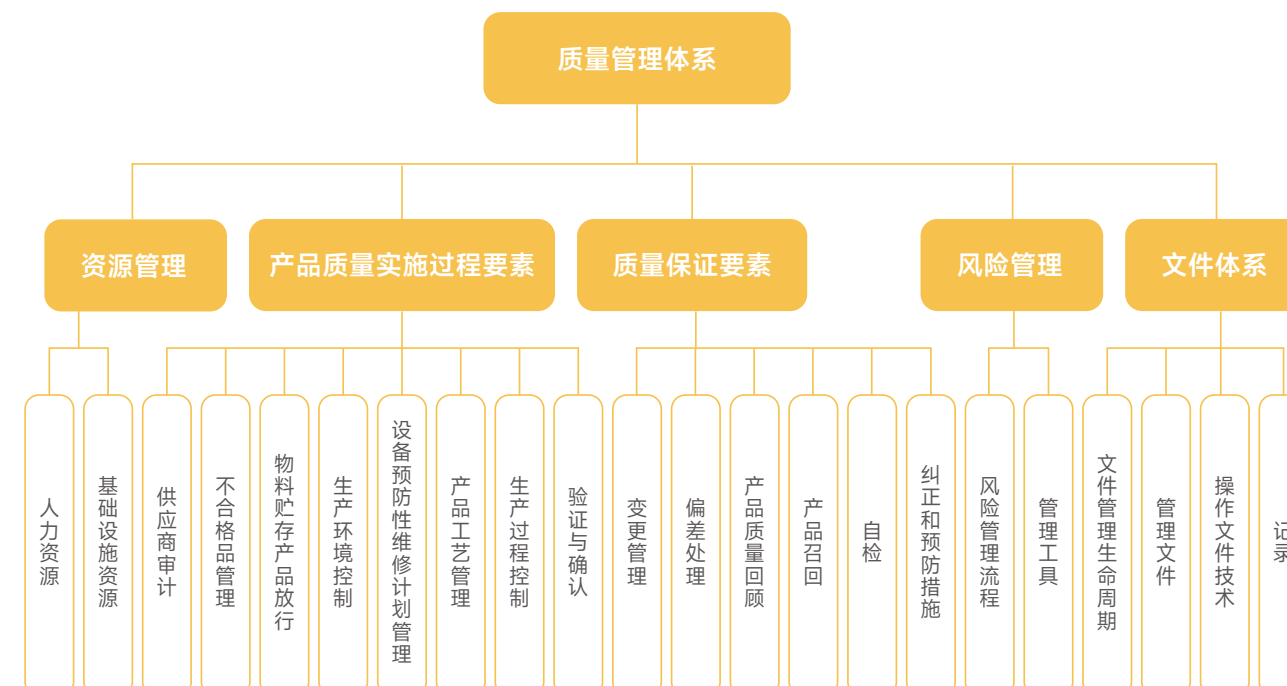 质量管理体系
资源管理
产品质量实施过程要素
质量保证要素
风险管理
文件体系
人力资源
基础设施资源
供应商审计
不合格品管理
物料贮存产品放行
生产环境控制
设备预防性维修计划管理
产品工艺管理
生产过程控制
验证与确认
变更管理
偏差处理
产品质量回顾
产品召回
自检
纠正和预防措施
风险管理流程
管理工具
文件管理生命周期
管理文件
操作文件技术
记录